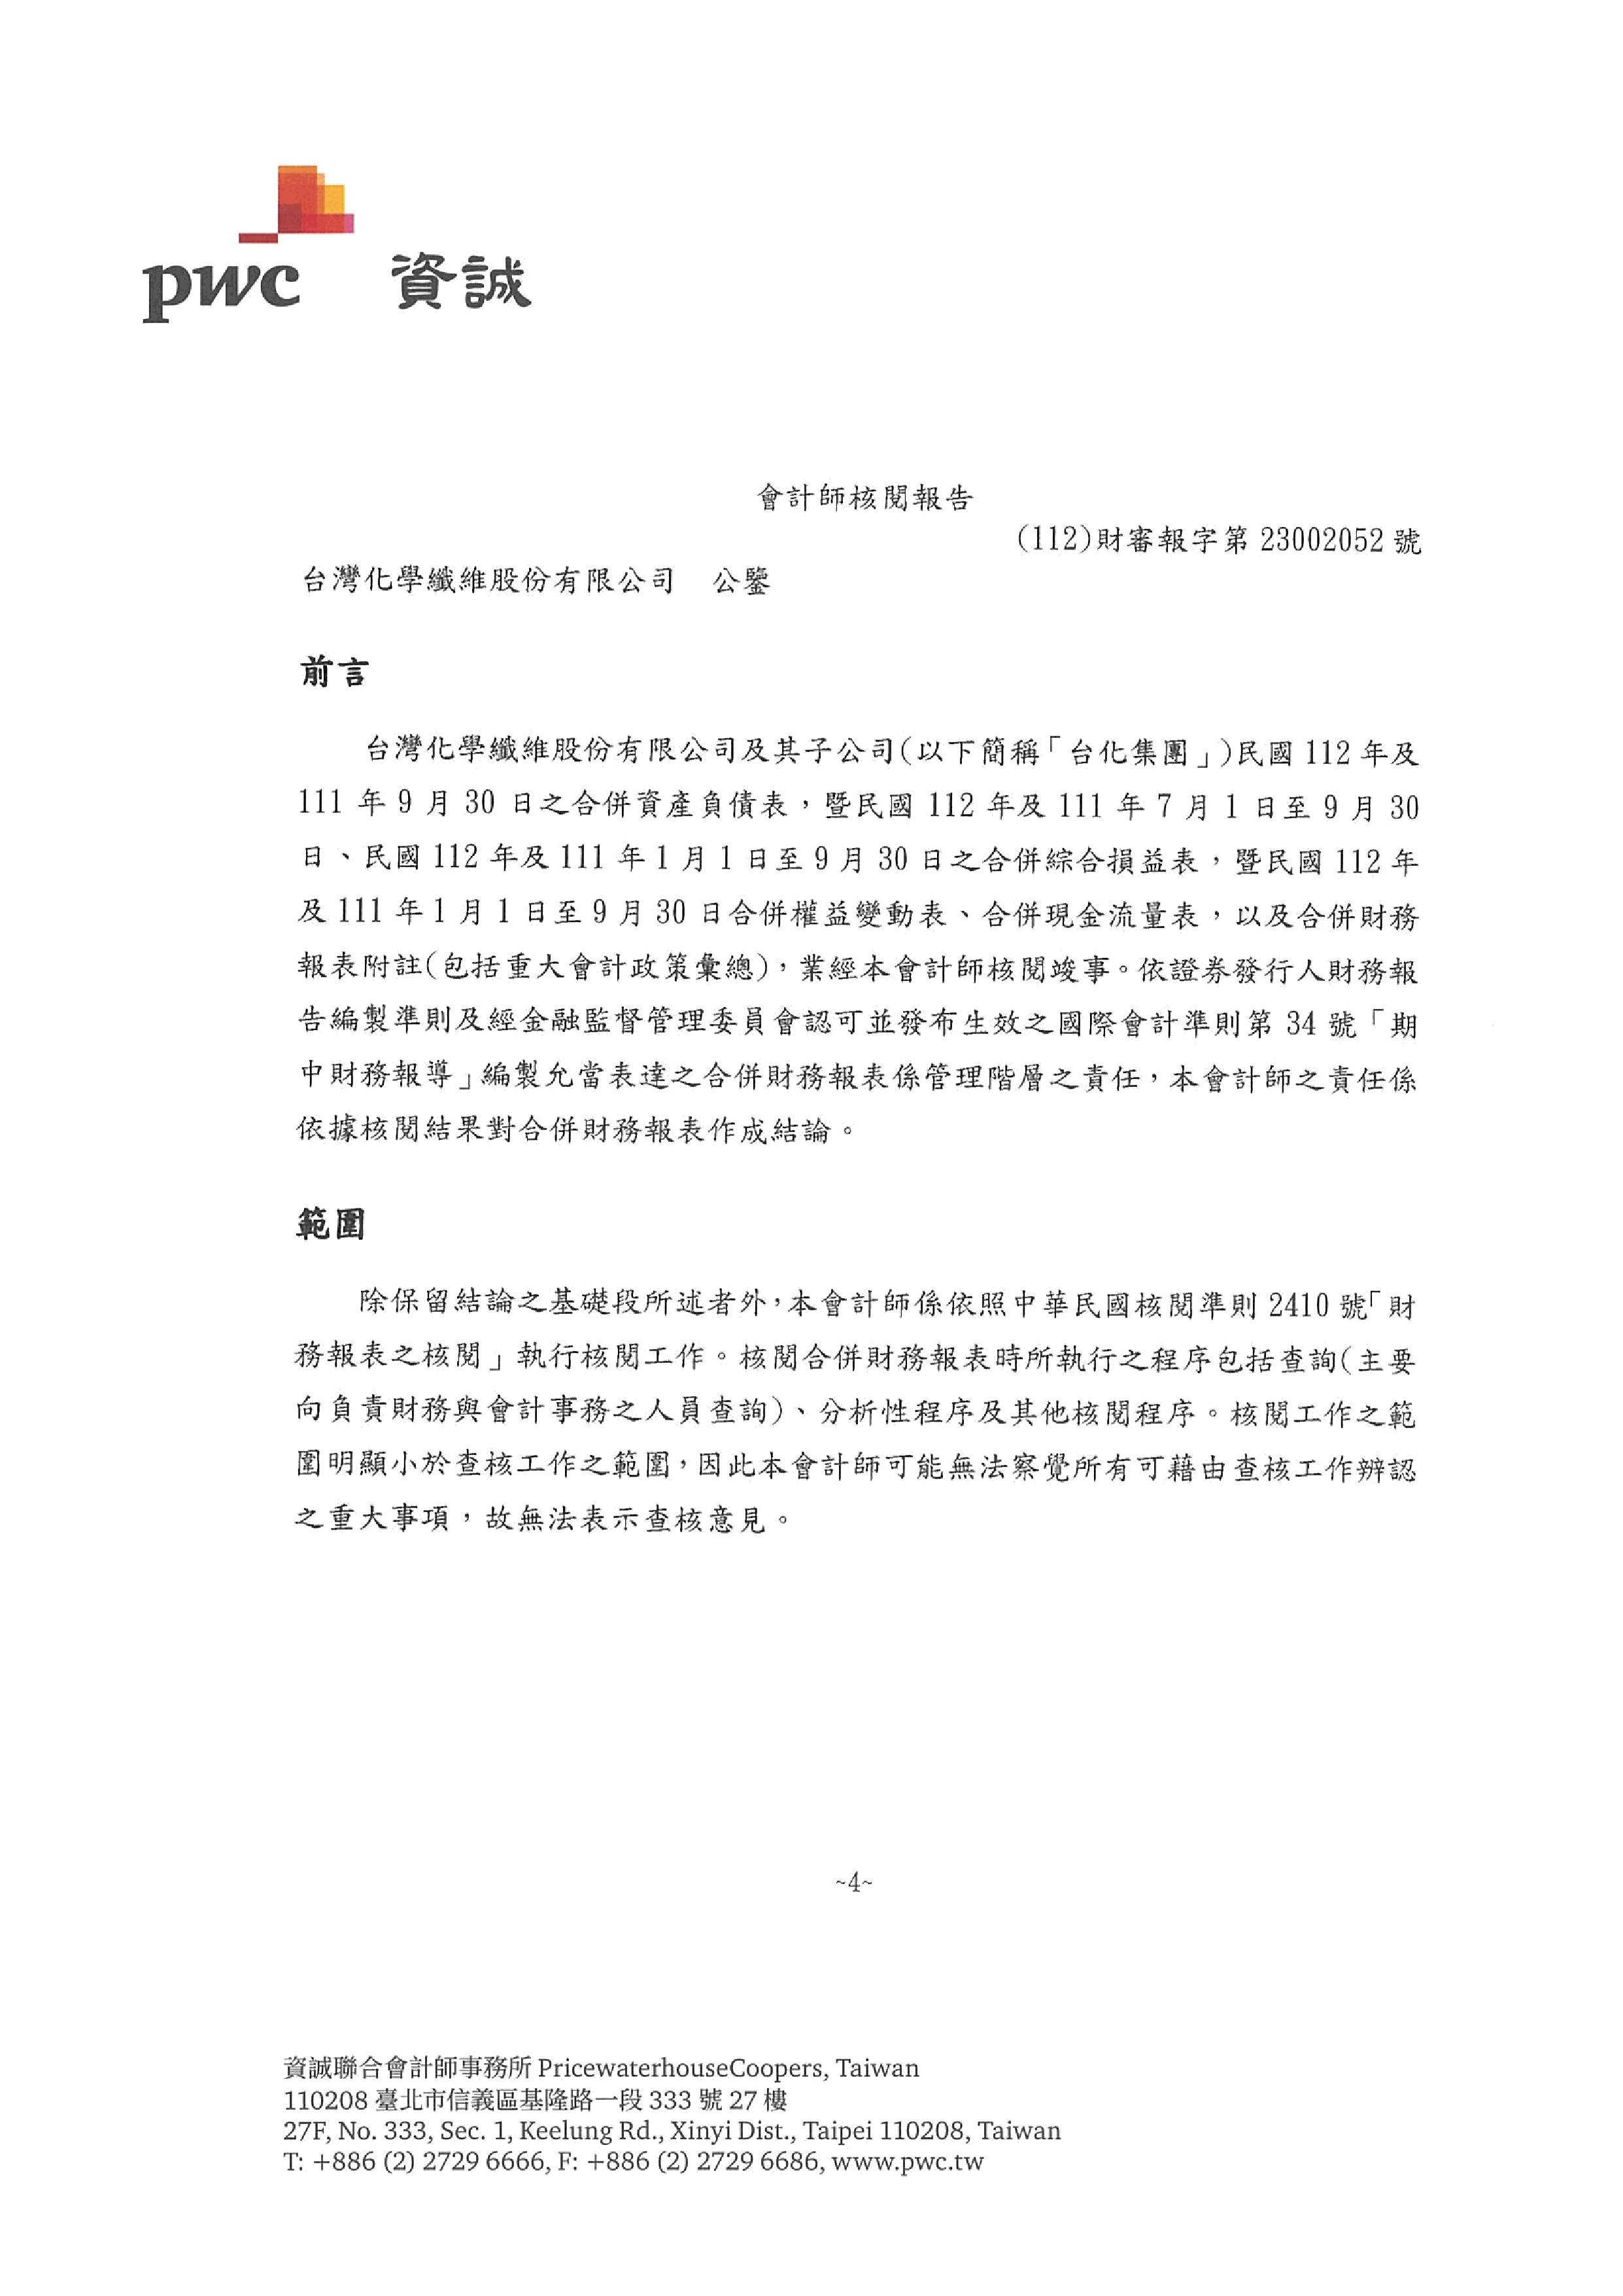 pwc 資誠
會計師核閱報告
(112)財審報字第 23002052 號
台灣化學纖維股份有限公司 公鑒
前言
台灣化學纖維股份有限公司及其子公司(以下簡稱「台化集團」)民國 112 年及
111 年 9 月 30 日之合併資產負債表，暨民國 112 年及 111 年 7 月 1 日至 9 月 30
日、民國 112 年及 111 年 1 月 1 日至 9 月 30 日之合併綜合損益表，暨民國 112 年
及 111 年 1 月 1 日至 9 月 30 日合併權益變動表、合併現金流量表，以及合併財務
報表附註(包括重大會計政策彙總)，業經本會計師核閱竣事。依證券發行人財務報
告編製準則及經金融監督管理委員會認可並發布生效之國際會計準則第 34 號「期
中財務報導」編製允當表達之合併財務報表係管理階層之責任，本會計師之責任係
依據核閱結果對合併財務報表作成結論。
範圍
除保留結論之基礎段所述者外，本會計師係依照中華民國核閱準則 2410 號「財
務報表之核閱」執行核閱工作。核閱合併財務報表時所執行之程序包括查詢(主要
向負責財務與會計事務之人員查詢)、分析性程序及其他核閱程序。核閱工作之範
圍明顯小於查核工作之範圍，因此本會計師可能無法察覺所有可藉由查核工作辨認
之重大事項，故無法表示查核意見。
~4~
資誠聯合會計師事務所 PricewaterhouseCoopers, Taiwan
110208 臺北市信義區基隆路一段 333 號 27 樓
27F, No. 333, Sec. 1, Keelung Rd., Xinyi Dist., Taipei 110208, Taiwan
T: +886 (2) 2729 6666, F: +886 (2) 2729 6686, www.pwc.tw